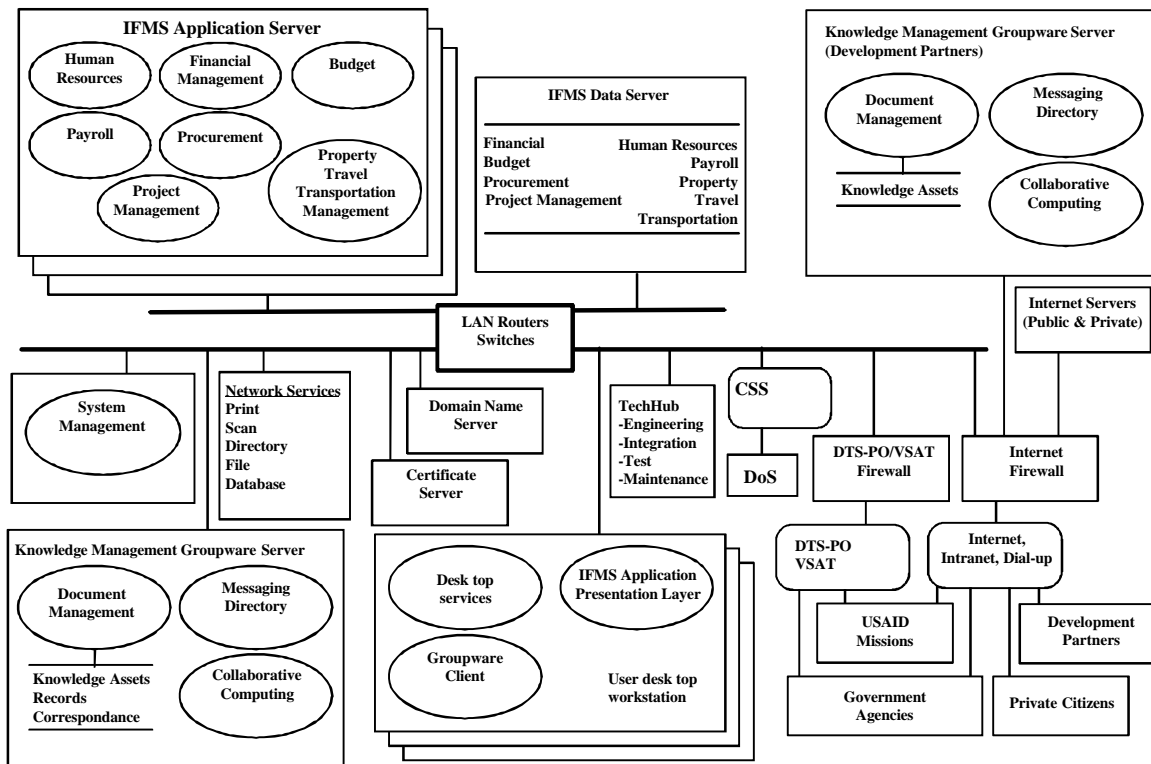 IFMS Application Server
Human
Resources
Financial
Management
Budget
Payroll
Procurement
Property
Travel
Transportation
Management
Project
Management
IFMS Data Server
Financial
Budget
Procurement
Project Management
Human Resources
Payroll
Property
Travel
Transportation
Knowledge Management Groupware Server
(Development Partners)
Document
Management
Messaging
Directory
Knowledge Assets
Collaborative
Computing
LAN Routers
Switches
Internet Servers
(Public & Private)
System
Management
Network Services
Print
Scan
Directory
File
Database
Domain Name
Server
Certificate
Server
TechHub
-Engineering
-Integration
-Test
-Maintenance
CSS
DoS
DTS-PO/VSAT
Firewall
Internet
Firewall
Knowledge Management Groupware Server
Document
Management
Messaging
Directory
Knowledge Assets
Records
Correspondance
Collaborative
Computing
Desk top
services
IFMS Application
Presentation Layer
Groupware
Client
User desk top
workstation
DTS-PO
VSAT
Internet,
Intranet, Dial-up
USAID
Missions
Development
Partners
Government
Agencies
Private Citizens